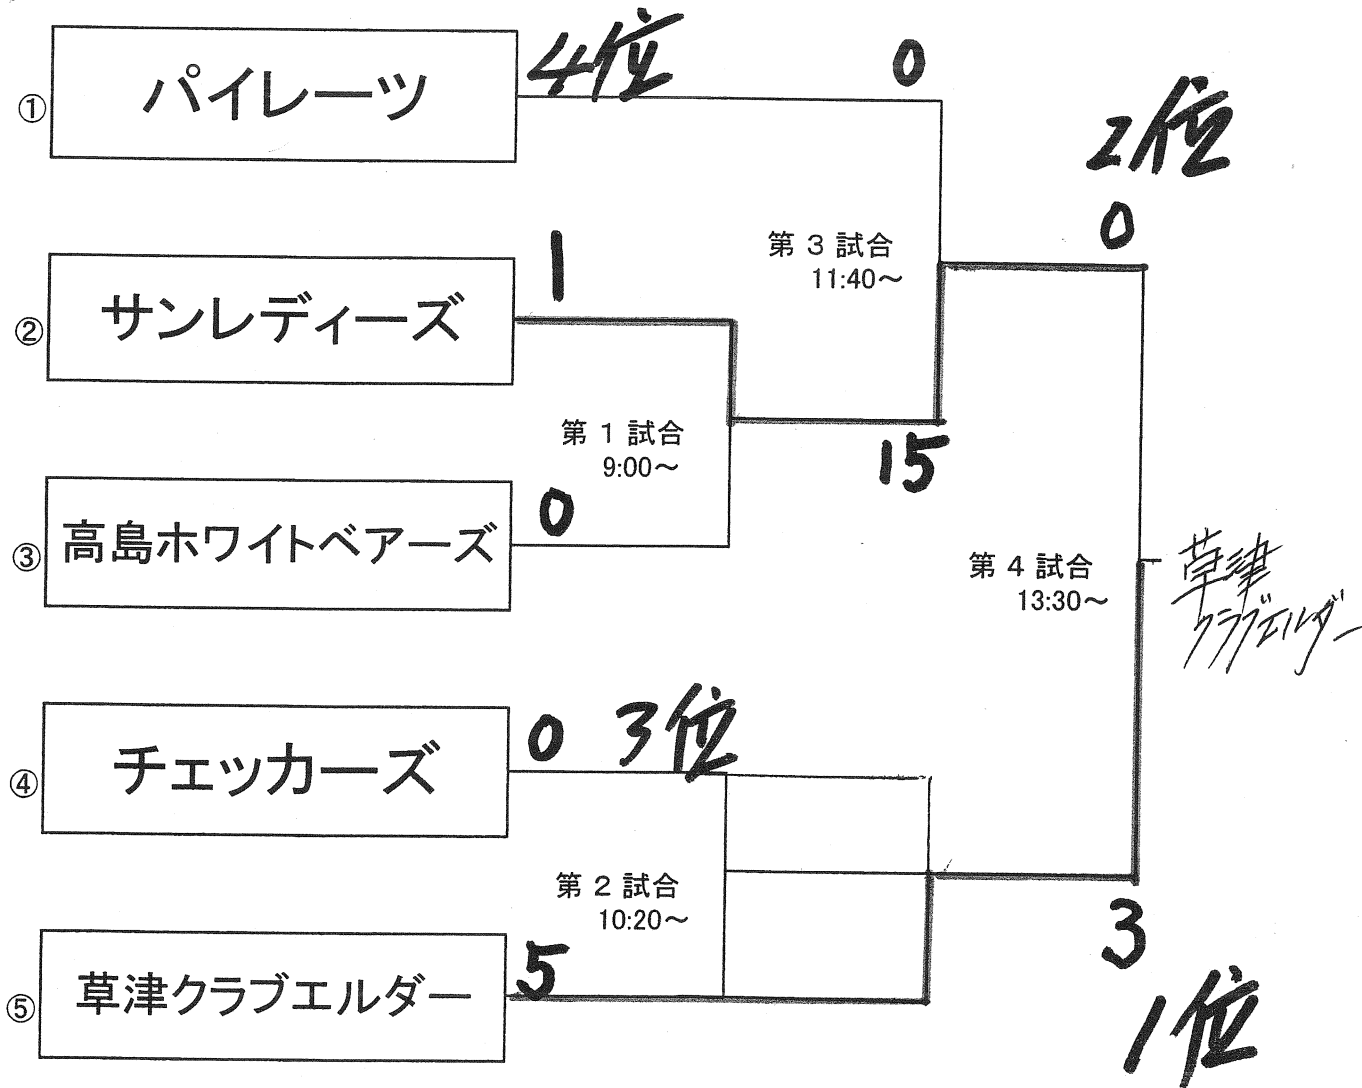 ① パイレーツ 4位 0
2位
0
第 3 試合
11:40～
② サンレディーズ 1
第 1 試合
9:00～
15
③ 高島ホワイトベアーズ 0
第 4 試合
13:30～
草津
クラブエルダー
④ チェッカーズ 0 3位
第 2 試合
10:20～
⑤ 草津クラブエルダー 5
3
1位